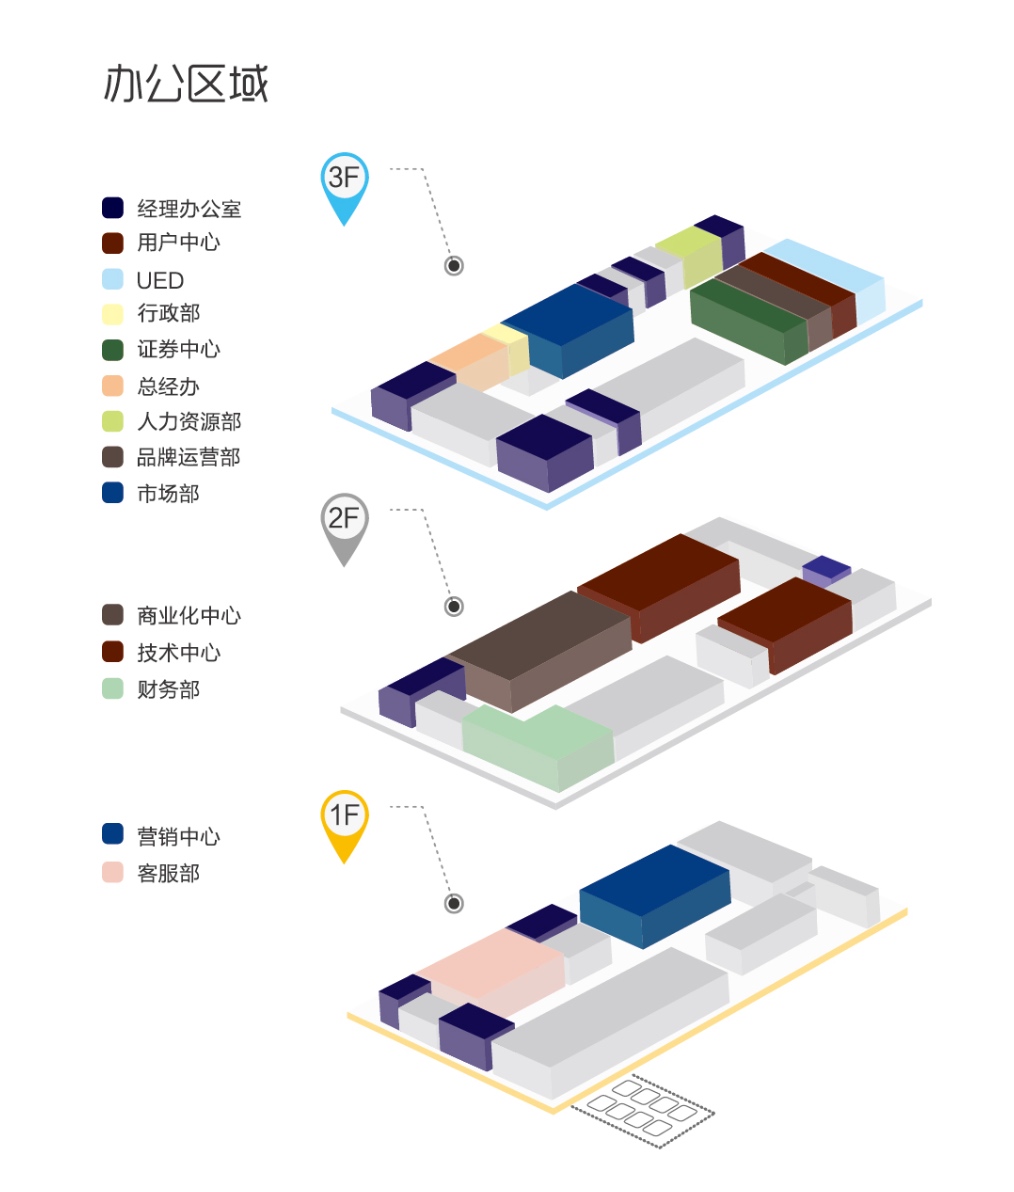 办公区域
3F
经理办公室
用户中心
UED
行政部
证券中心
总经办
人力资源部
品牌运营部
市场部
2F
商业化中心
技术中心
财务部
1F
营销中心
客服部